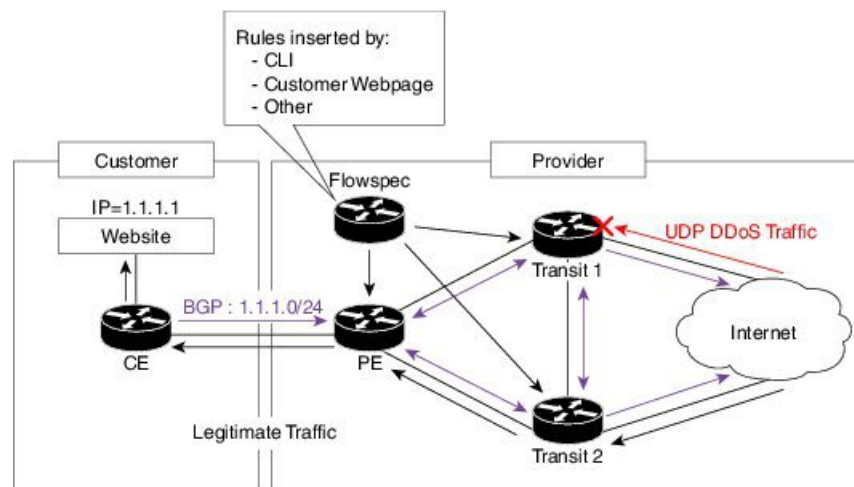 Rules inserted by:
- CLI
- Customer Webpage
- Other
Customer
Provider
Flowspec
IP=1.1.1.1
Website
UDP DDoS Traffic
Transit 1
BGP : 1.1.1.0/24
Internet
CE
PE
Legitimate Traffic
Transit 2